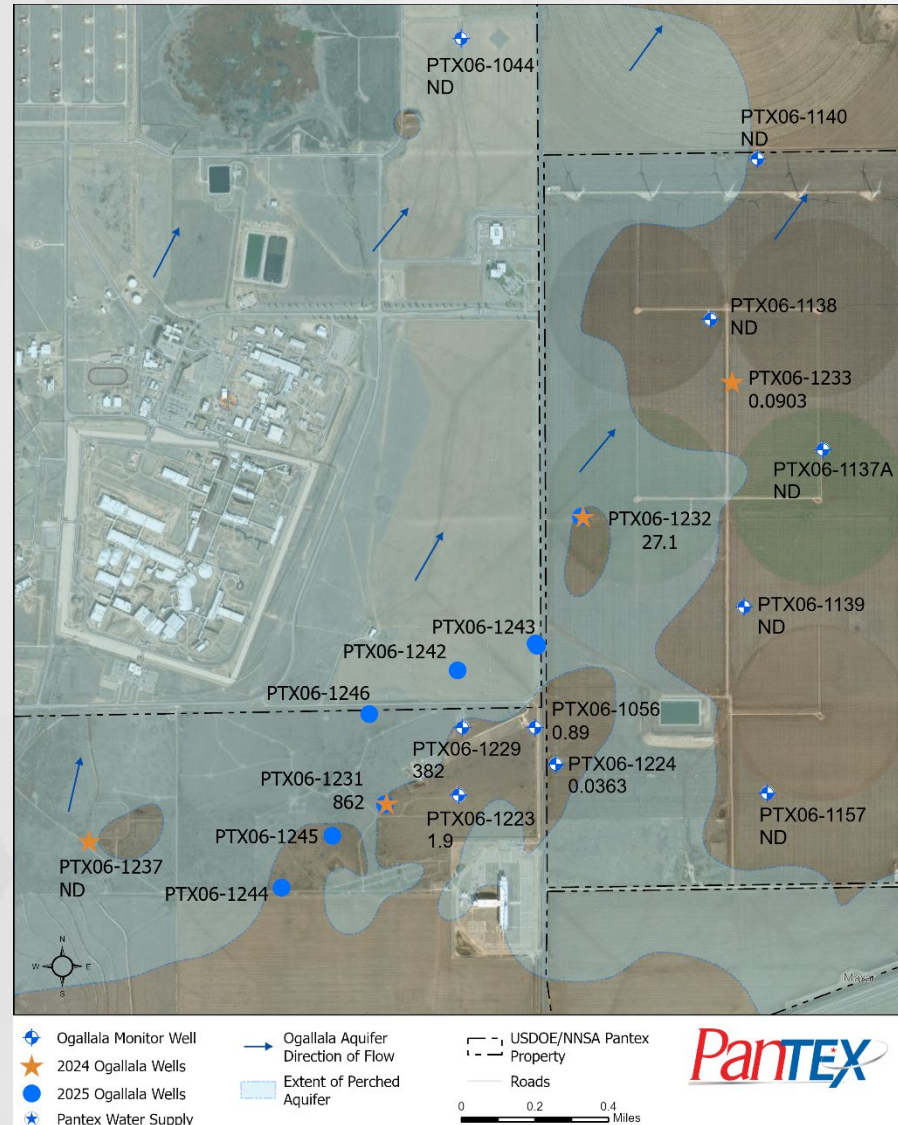 PTX06-1044
ND
PTX06-1140
ND
PTX06-1138
ND
PTX06-1233
0.0903
PTX06-1137A
ND
PTX06-1232
27.1
PTX06-1139
ND
PTX06-1243
PTX06-1242
PTX06-1246
PTX06-1056
0.89
PTX06-1229
382
PTX06-1224
0.0363
PTX06-1231
862
PTX06-1223
1.9
PTX06-1157
ND
PTX06-1245
PTX06-1237
ND
PTX06-1244
N
W E
S
Maxar
Ogallala Monitor Well
2024 Ogallala Wells
2025 Ogallala Wells
Pantex Water Supply
Ogallala Aquifer
Direction of Flow
Extent of Perched
Aquifer
USDOE/NNSA Pantex
Property
Roads
0 0.2 0.4
Miles
PANTEX